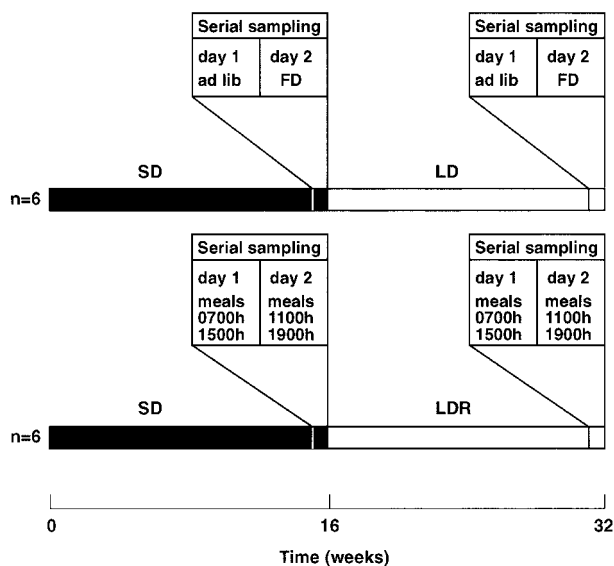 Serial sampling Serial sampling
day 1 day 2 day 1 day 2
ad lib FD ad lib FD
SD LD
n=6
Serial sampling Serial sampling
day 1 day 2 day 1 day 2
meals meals meals meals
0700h 1100h 0700h 1100h
1500h 1900h 1500h 1900h
SD LDR
n=6
0 16 32
Time (weeks)